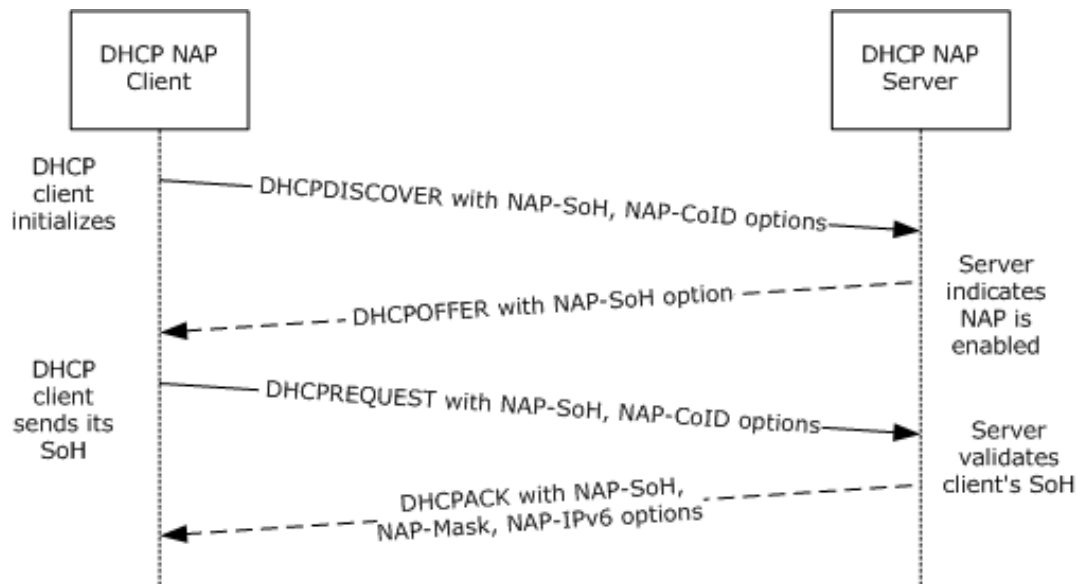 DHCP NAP
Client
DHCP NAP
Server
DHCP
client
initializes
DHCPDISCOVER with NAP-SoH, NAP-CoID options
Server
indicates
NAP is
enabled
DHCPOFFER with NAP-SoH option
DHCP
client
sends its
SoH
DHCPREQUEST with NAP-SoH, NAP-CoID options
Server
validates
client's SoH
DHCPACK with NAP-SoH,
NAP-Mask, NAP-IPv6 options